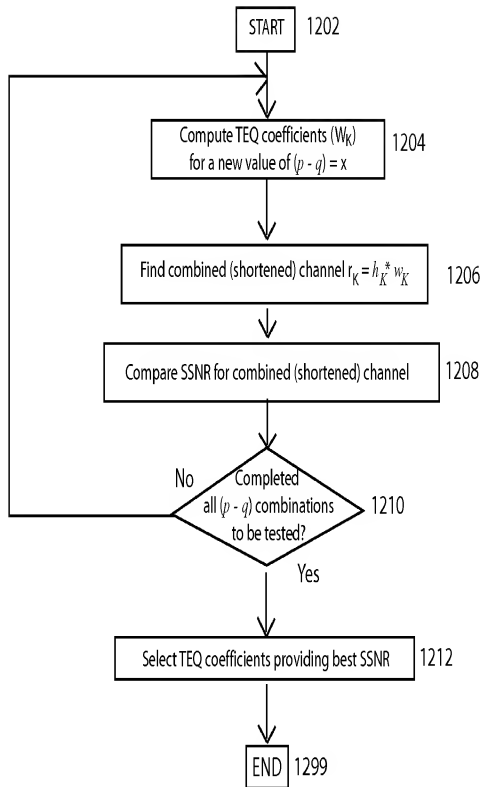 START 1202
Compute TEQ coefficients (W_K)
for a new value of (p - q) = x
1204
Find combined (shortened) channel r_K = h_K* w_K
1206
Compare SSNR for combined (shortened) channel
1208
No
Completed
all (p - q) combinations
to be tested?
1210
Yes
Select TEQ coefficients providing best SSNR
1212
END 1299